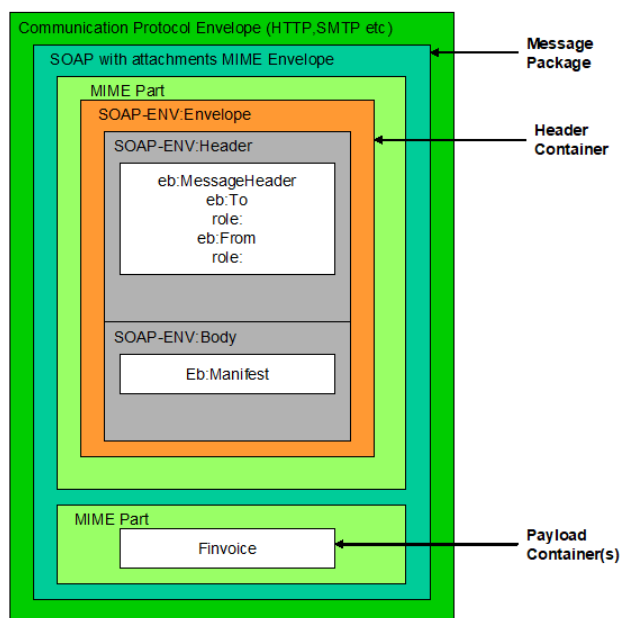 Communication Protocol Envelope (HTTP,SMTP etc)
SOAP with attachments MIME Envelope
Message
Package
MIME Part
SOAP-ENV:Envelope
Header
Container
SOAP-ENV:Header
eb:MessageHeader
eb:To
role:
eb:From
role:
SOAP-ENV:Body
Eb:Manifest
MIME Part
Finvoice
Payload
Container(s)